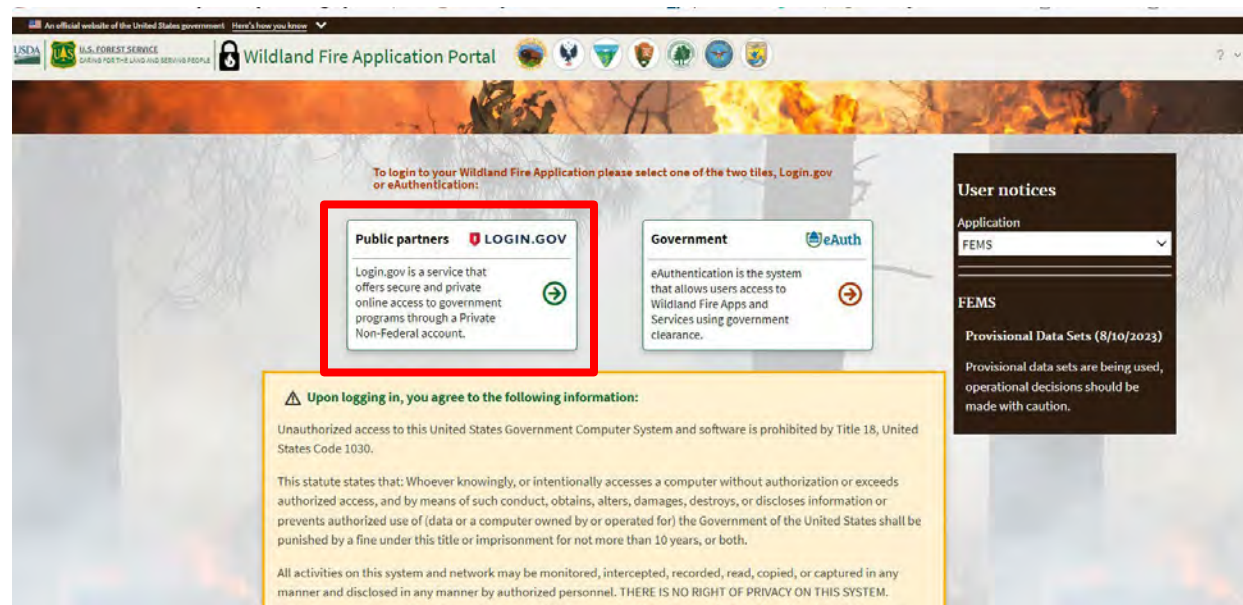 An official website of the United States government Here's how you know
USDA
U.S. FOREST SERVICE
CARING FOR THE LAND AND SERVING PEOPLE
Wildland Fire Application Portal
?
To login to your Wildland Fire Application please select one of the two tiles, Login.gov
or eAuthentication:
Public partners LOGIN.GOV
Login.gov is a service that
offers secure and private
online access to government
programs through a Private
Non-Federal account.
Government eAuth
eAuthentication is the system
that allows users access to
Wildland Fire Apps and
Services using government
clearance.
User notices
Application
FEMS
FEMS
Provisional Data Sets (8/10/2023)
Provisional data sets are being used,
operational decisions should be
made with caution.
Upon logging in, you agree to the following information:
Unauthorized access to this United States Government Computer System and software is prohibited by Title 18, United
States Code 1030.
This statute states that: Whoever knowingly, or intentionally accesses a computer without authorization or exceeds
authorized access, and by means of such conduct, obtains, alters, damages, destroys, or discloses information or
prevents authorized use of (data or a computer owned by or operated for) the Government of the United States shall be
punished by a fine under this title or imprisonment for not more than 10 years, or both.
All activities on this system and network may be monitored, intercepted, recorded, read, copied, or captured in any
manner and disclosed in any manner by authorized personnel. THERE IS NO RIGHT OF PRIVACY ON THIS SYSTEM.